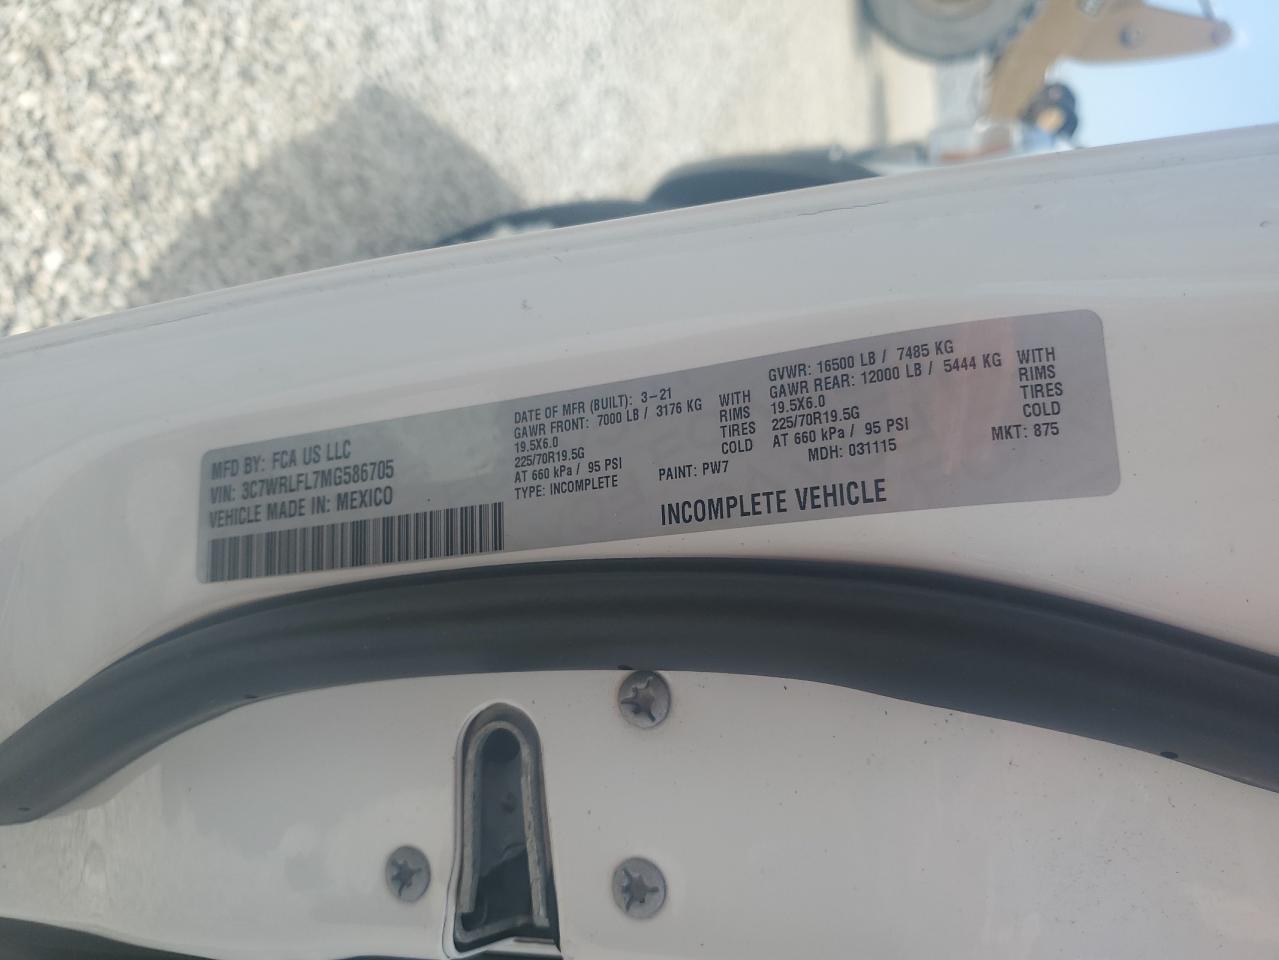 MFD BY: FCA US LLC
VIN: 3C7WRLFL7MG586705
VEHICLE MADE IN: MEXICO
DATE OF MFR (BUILT): 3-21
GAWR FRONT: 7000 LB / 3176 KG WITH
19.5X6.0 RIMS
225/70R19.5G TIRES
AT 660 kPa / 95 PSI COLD
TYPE: INCOMPLETE PAINT: PW7
GVWR: 16500 LB / 7485 KG
GAWR REAR: 12000 LB / 5444 KG WITH
19.5X6.0 RIMS
225/70R19.5G TIRES
AT 660 kPa / 95 PSI COLD
MDH: 031115 MKT: 875
INCOMPLETE VEHICLE